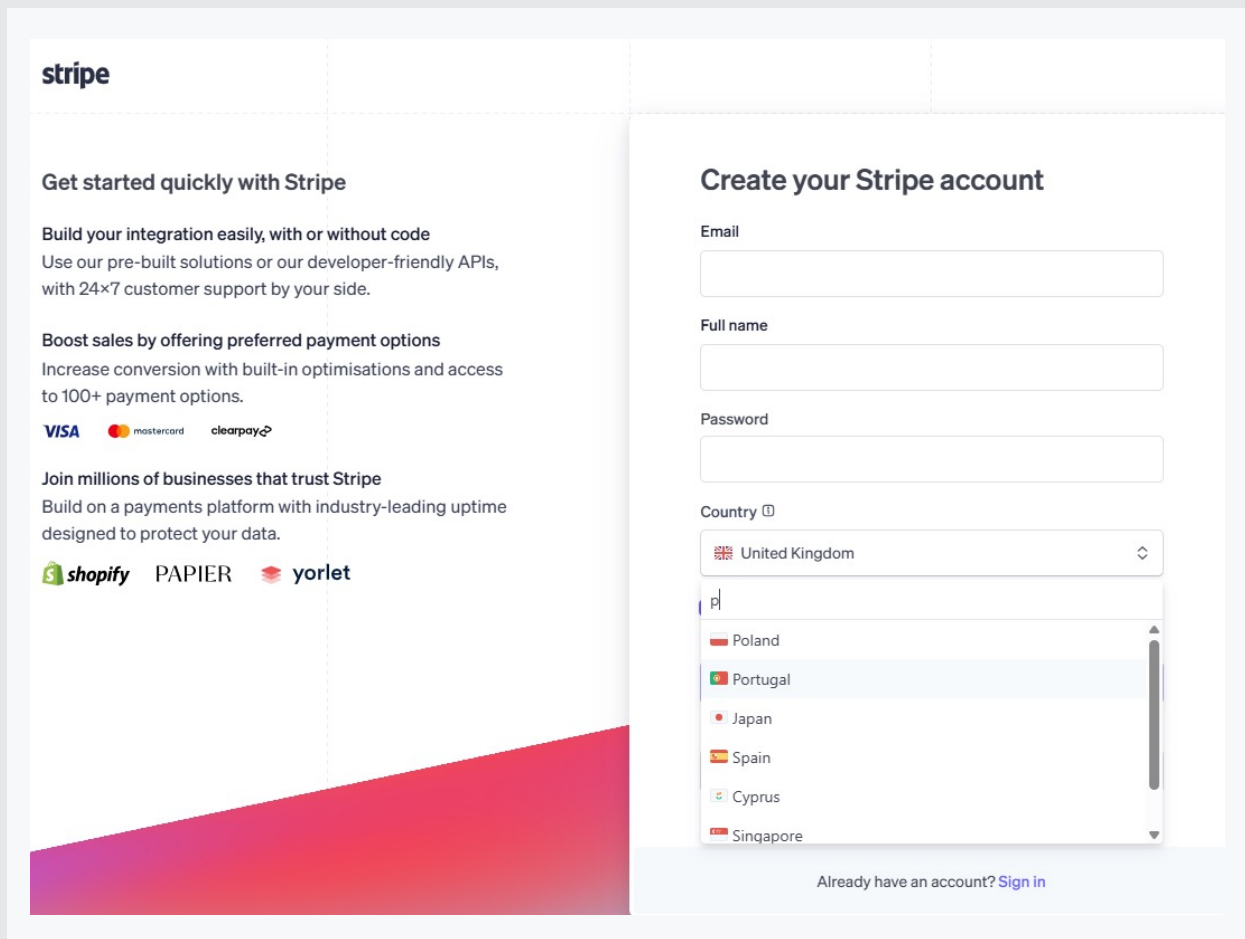 stripe
Get started quickly with Stripe
Build your integration easily, with or without code
Use our pre-built solutions or our developer-friendly APIs,
with 24×7 customer support by your side.
Boost sales by offering preferred payment options
Increase conversion with built-in optimisations and access
to 100+ payment options.
VISA mastercard clearpay
Join millions of businesses that trust Stripe
Build on a payments platform with industry-leading uptime
designed to protect your data.
shopify PAPIER yorlet
Create your Stripe account
Email
Full name
Password
Country
United Kingdom
p
Poland
Portugal
Japan
Spain
Cyprus
Singapore
Already have an account? Sign in